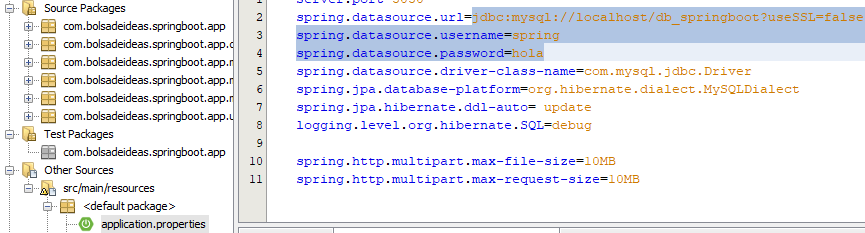 Source Packages
com.bolsadeideas.springboot.app
com.bolsadeideas.springboot.app.
com.bolsadeideas.springboot.app.r
com.bolsadeideas.springboot.app.r
com.bolsadeideas.springboot.app.r
com.bolsadeideas.springboot.app.u
Test Packages
com.bolsadeideas.springboot.app
Other Sources
src/main/resources
<default package>
application.properties
2 spring.datasource.url=jdbc:mysql://localhost/db_springboot?useSSL=false
3 spring.datasource.username=spring
4 spring.datasource.password=hola
5 spring.datasource.driver-class-name=com.mysql.jdbc.Driver
6 spring.jpa.database-platform=org.hibernate.dialect.MySQLDialect
7 spring.jpa.hibernate.ddl-auto= update
8 logging.level.org.hibernate.SQL=debug
10 spring.http.multipart.max-file-size=10MB
11 spring.http.multipart.max-request-size=10MB